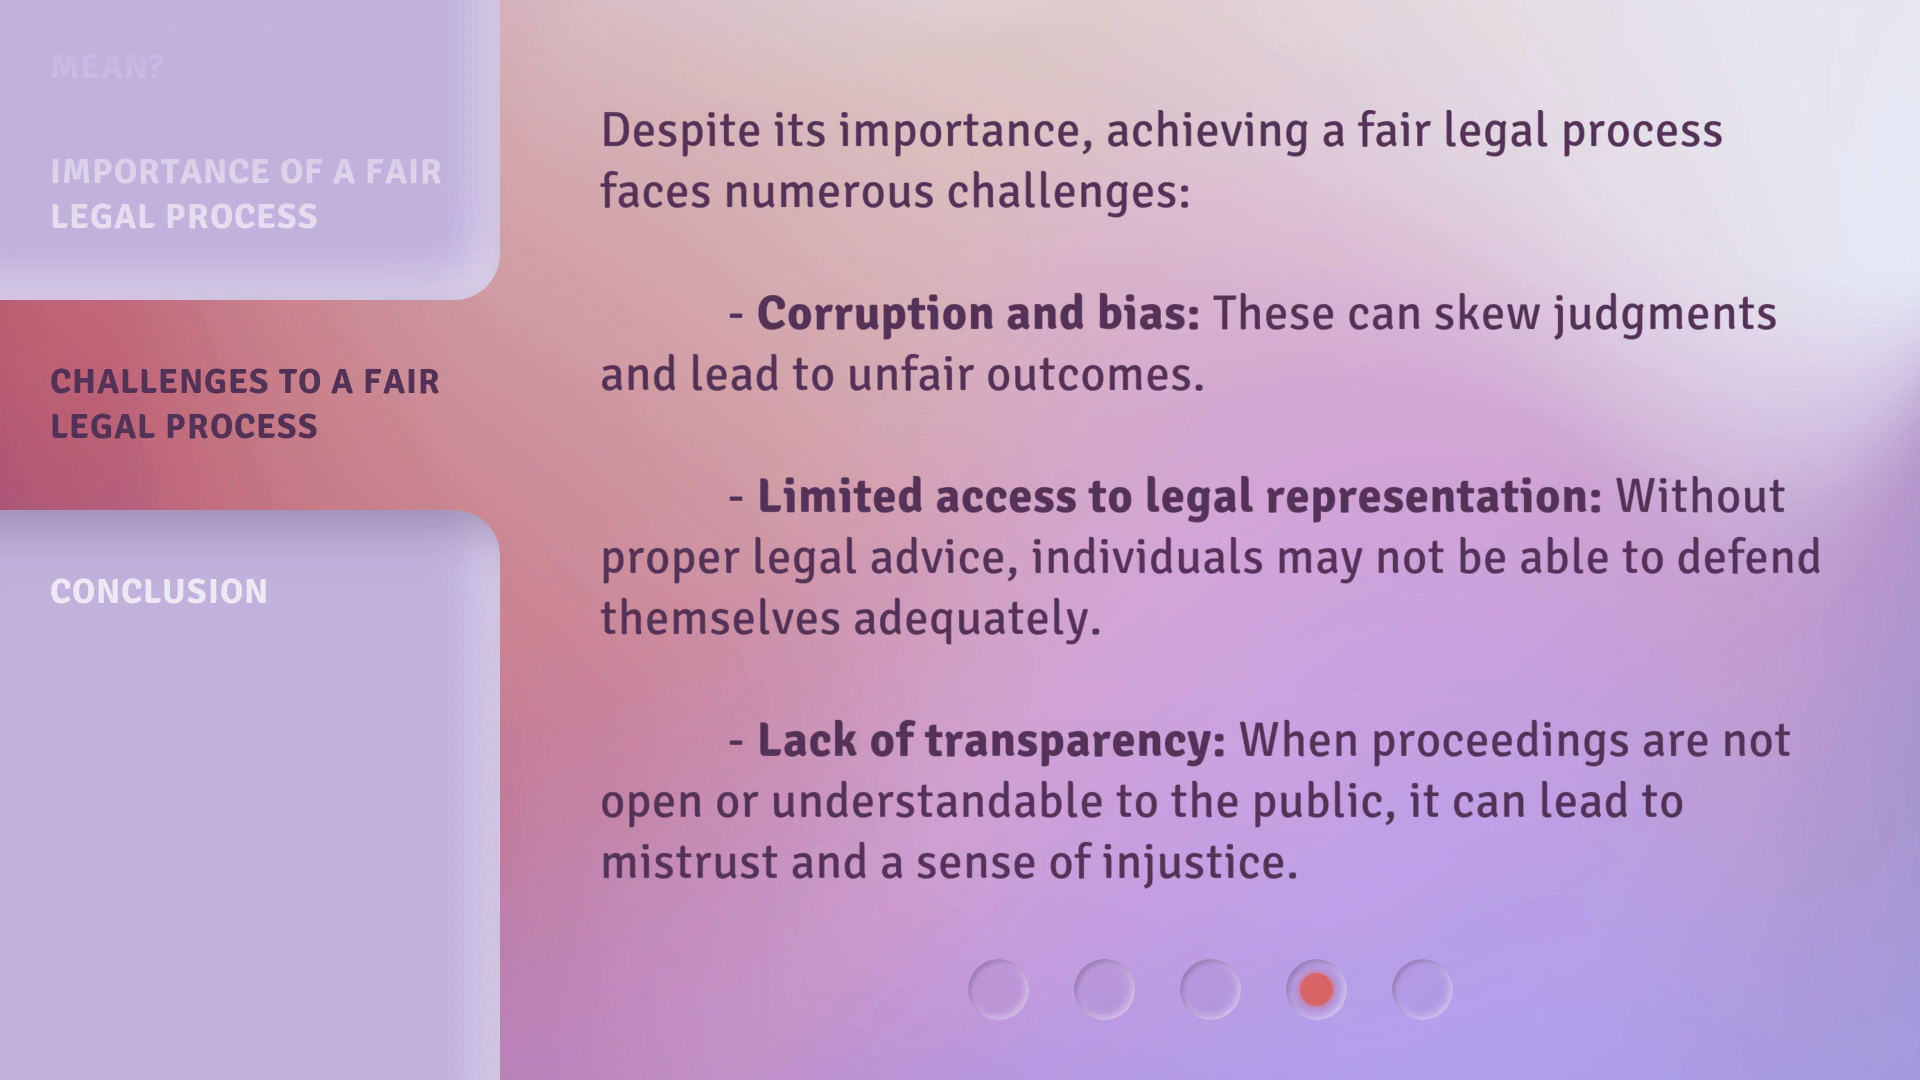 LEGAL PROCESS
MEAN?
IMPORTANCE OF A FAIR
LEGAL PROCESS
CHALLENGES TO A FAIR
LEGAL PROCESS
CONCLUSION
Despite its importance, achieving a fair legal process
faces numerous challenges:
- Corruption and bias: These can skew judgments
and lead to unfair outcomes.
- Limited access to legal representation: Without
proper legal advice, individuals may not be able to defend
themselves adequately.
- Lack of transparency: When proceedings are not
open or understandable to the public, it can lead to
mistrust and a sense of injustice.